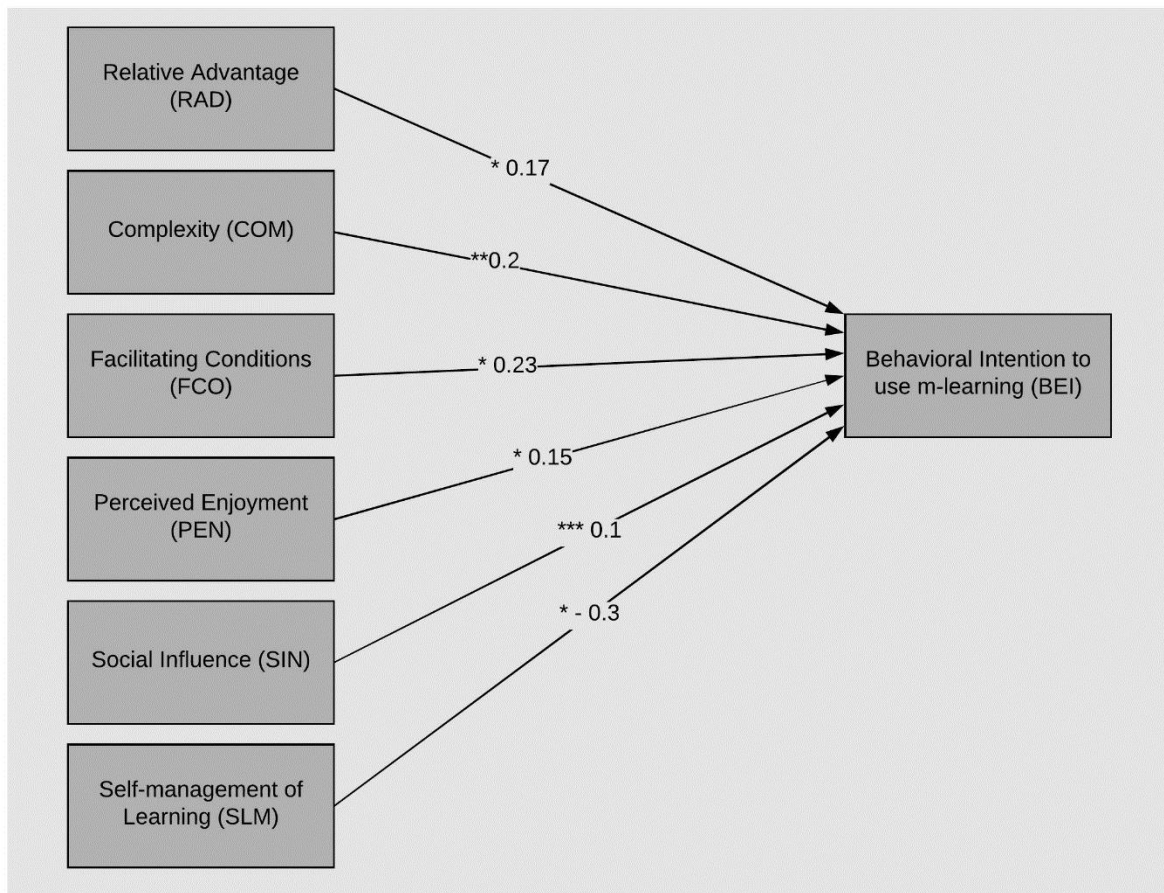 Relative Advantage
(RAD)
* 0.17
Complexity (COM)
**0.2
Facilitating Conditions
(FCO)
* 0.23
Behavioral Intention to
use m-learning (BEI)
Perceived Enjoyment
(PEN)
* 0.15
*** 0.1
Social Influence (SIN)
* - 0.3
Self-management of
Learning (SLM)